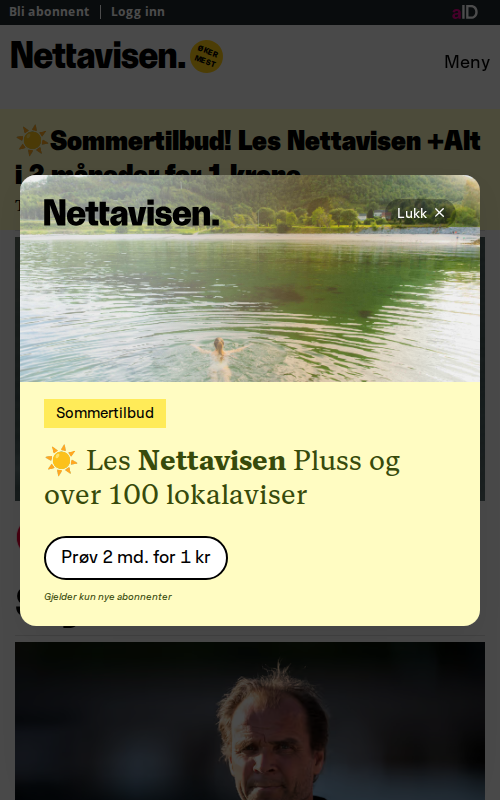 Bli abonnent | Logg inn
aID
Nettavisen.
ØKER
MEST
Meny
☀️Sommertilbud! Les Nettavisen +Alt
i 2 måneder for 1 krone
Nettavisen.
Lukk ✕
Sommertilbud
☀️ Les Nettavisen Pluss og
over 100 lokalaviser
Prøv 2 md. for 1 kr
Gjelder kun nye abonnenter